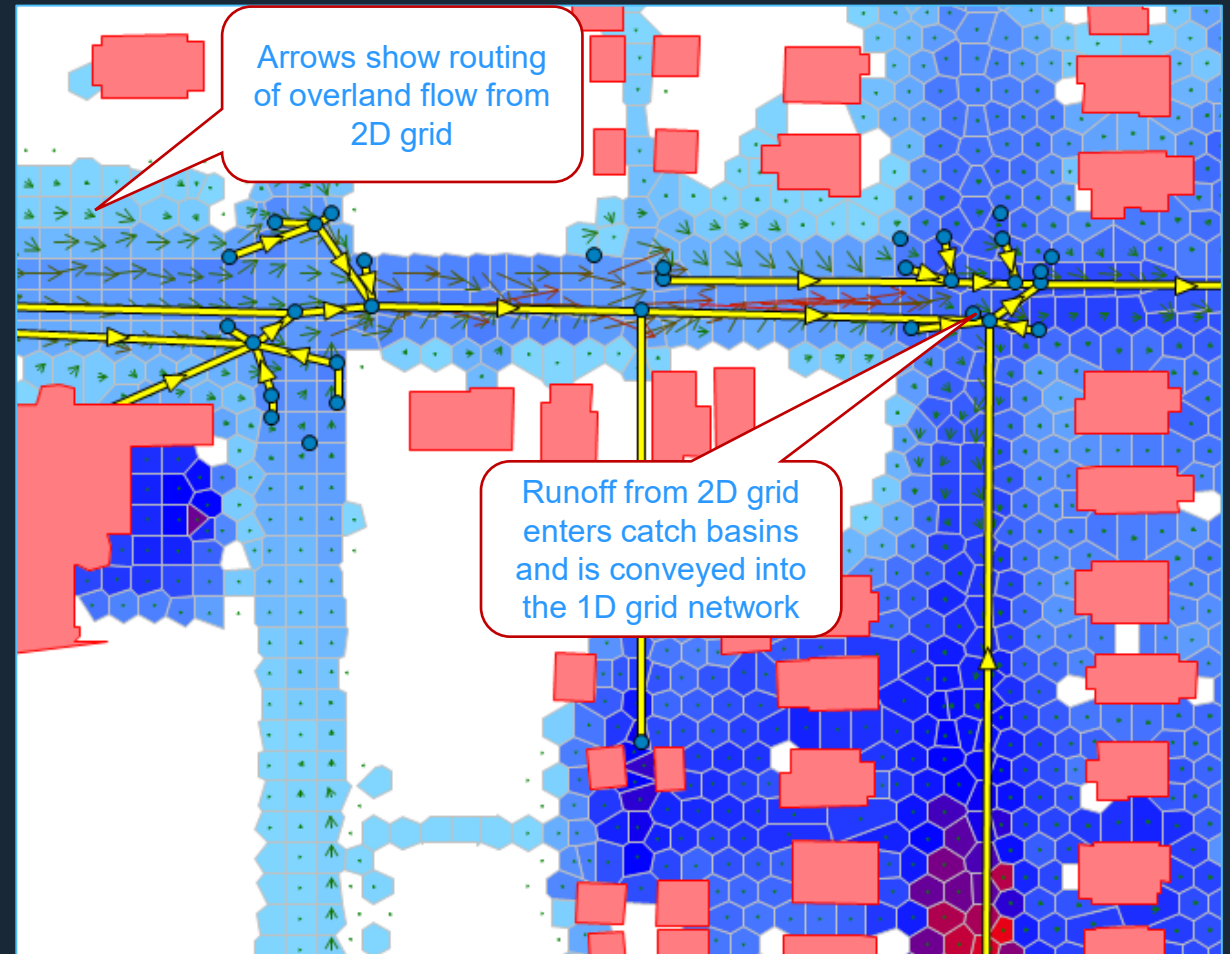 Arrows show routing
of overland flow from
2D grid
Runoff from 2D grid
enters catch basins
and is conveyed into
the 1D grid network